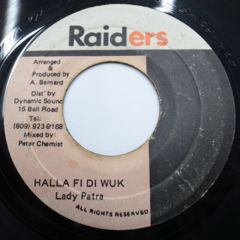 Raiders
Arranged
&
Produced by
A. Bernard
Dist by
Dynamic Sound
15 Bell Road
Tel:
(809) 923-9168
Mixed by:
Peter Chemist
HALLA FI DI WUK
Lady Patra
ALL RIGHTS RESERVED